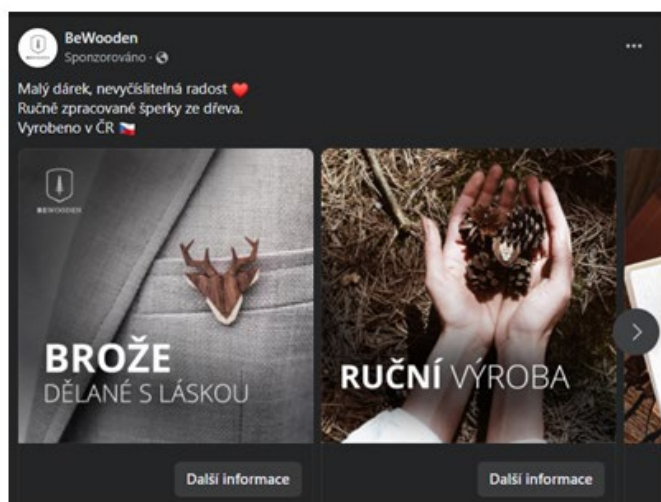 BeWooden
Sponzorováno ·
Malý dárek, nevyčíslitelná radost ❤️
Ručně zpracované šperky ze dřeva.
Vyrobeno v ČR 🇨🇿
BEWOODEN
BROŽE
DĚLANÉ S LÁSKOU
RUČNÍ VÝROBA
Další informace
Další informace